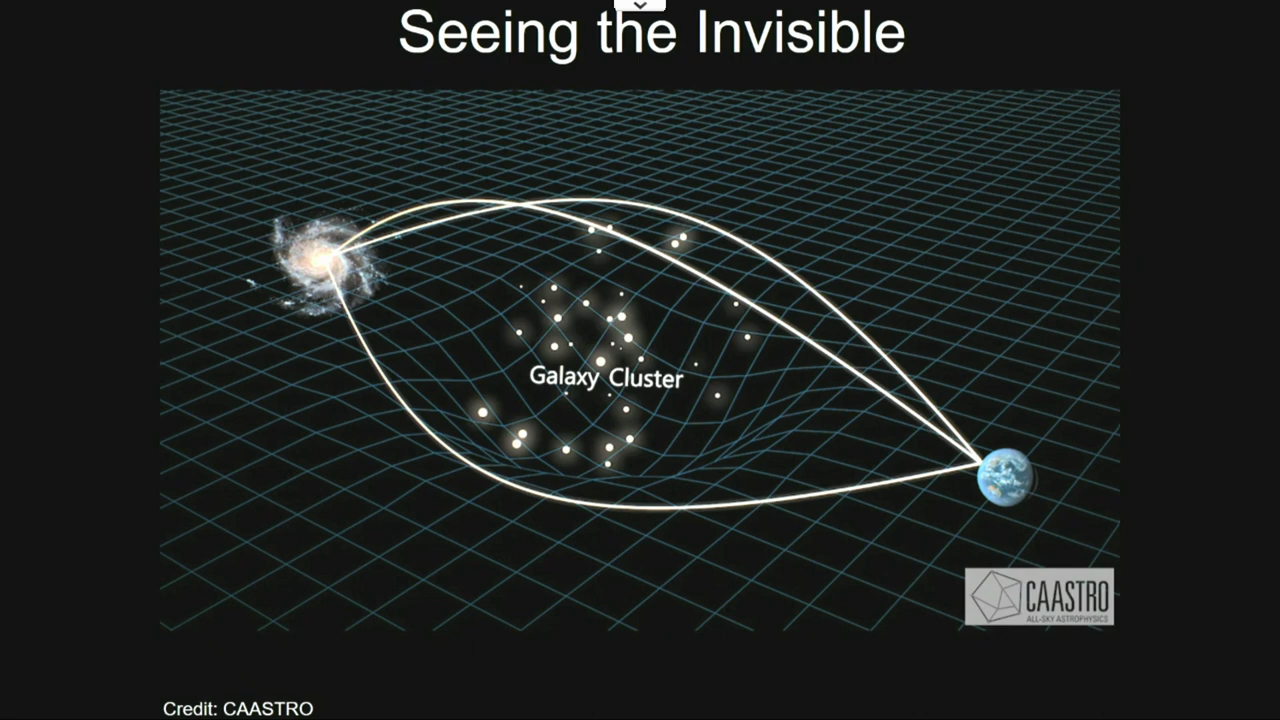 Seeing the Invisible
Galaxy Cluster
CAASTRO
ALL-SKY ASTROPHYSICS
Credit: CAASTRO